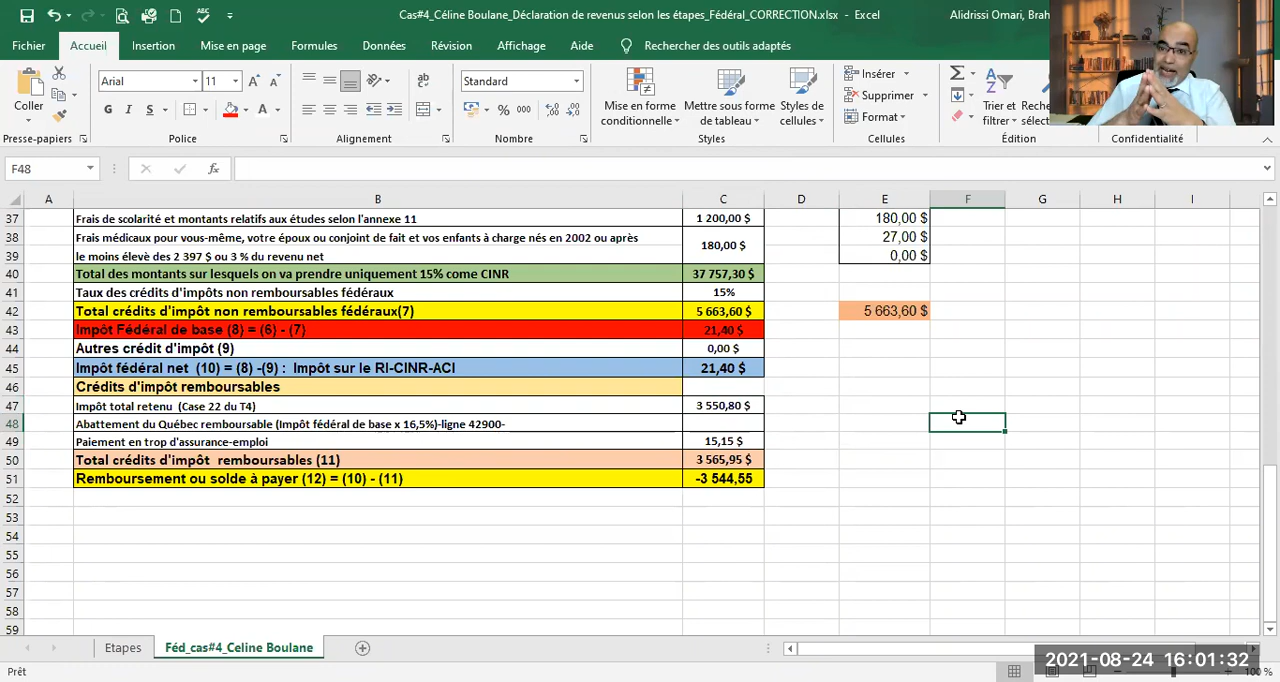 Cas#4_Céline Boulane_Déclaration de revenus selon les étapes_Fédéral_CORRECTION.xlsx - Excel
Alidrissi Omari, Brah
Fichier Accueil Insertion Mise en page Formules Données Révision Affichage Aide Rechercher des outils adaptés
Arial 11 Standard
Coller
G I S
% 000
Mise en forme conditionnelle
Mettre sous forme de tableau
Styles de cellules
Insérer
Supprimer
Format
Trier et filtrer
Presse-papiers Police Alignement Nombre Styles Cellules Édition Confidentialité
F48 fx
A B C D E F G H I
37 Frais de scolarité et montants relatifs aux études selon l'annexe 11 1 200,00 $ 180,00 $
38 Frais médicaux pour vous-même, votre époux ou conjoint de fait et vos enfants à charge nés en 2002 ou après 180,00 $ 27,00 $
39 le moins élevé des 2 397 $ ou 3 % du revenu net 0,00 $
40 Total des montants sur lesquels on va prendre uniquement 15% come CINR 37 757,30 $
41 Taux des crédits d'impôts non remboursables fédéraux 15%
42 Total crédits d'impôt non remboursables fédéraux(7) 5 663,60 $ 5 663,60 $
43 Impôt Fédéral de base (8) = (6) - (7) 21,40 $
44 Autres crédit d'impôt (9) 0,00 $
45 Impôt fédéral net (10) = (8) -(9) : Impôt sur le RI-CINR-ACI 21,40 $
46 Crédits d'impôt remboursables
47 Impôt total retenu (Case 22 du T4) 3 550,80 $
48 Abattement du Québec remboursable (Impôt fédéral de base x 16,5%)-ligne 42900-
49 Paiement en trop d'assurance-emploi 15,15 $
50 Total crédits d'impôt remboursables (11) 3 565,95 $
51 Remboursement ou solde à payer (12) = (10) - (11) -3 544,55
52
53
54
55
56
57
58
59
Etapes Féd_cas#4_Celine Boulane
Prêt
2021-08-24 16:01:32
100 %